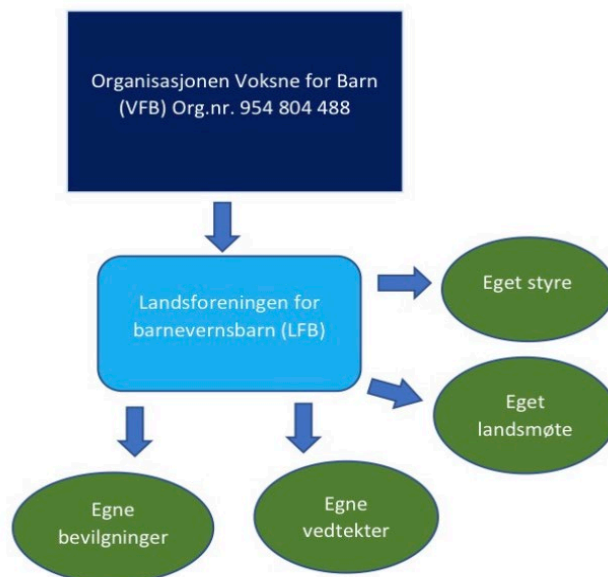 Organisasjonen Voksne for Barn
(VFB) Org.nr. 954 804 488
Landsforeningen for
barnevernsbarn (LFB)
Eget styre
Eget
landsmøte
Egne
bevilgninger
Egne
vedtekter